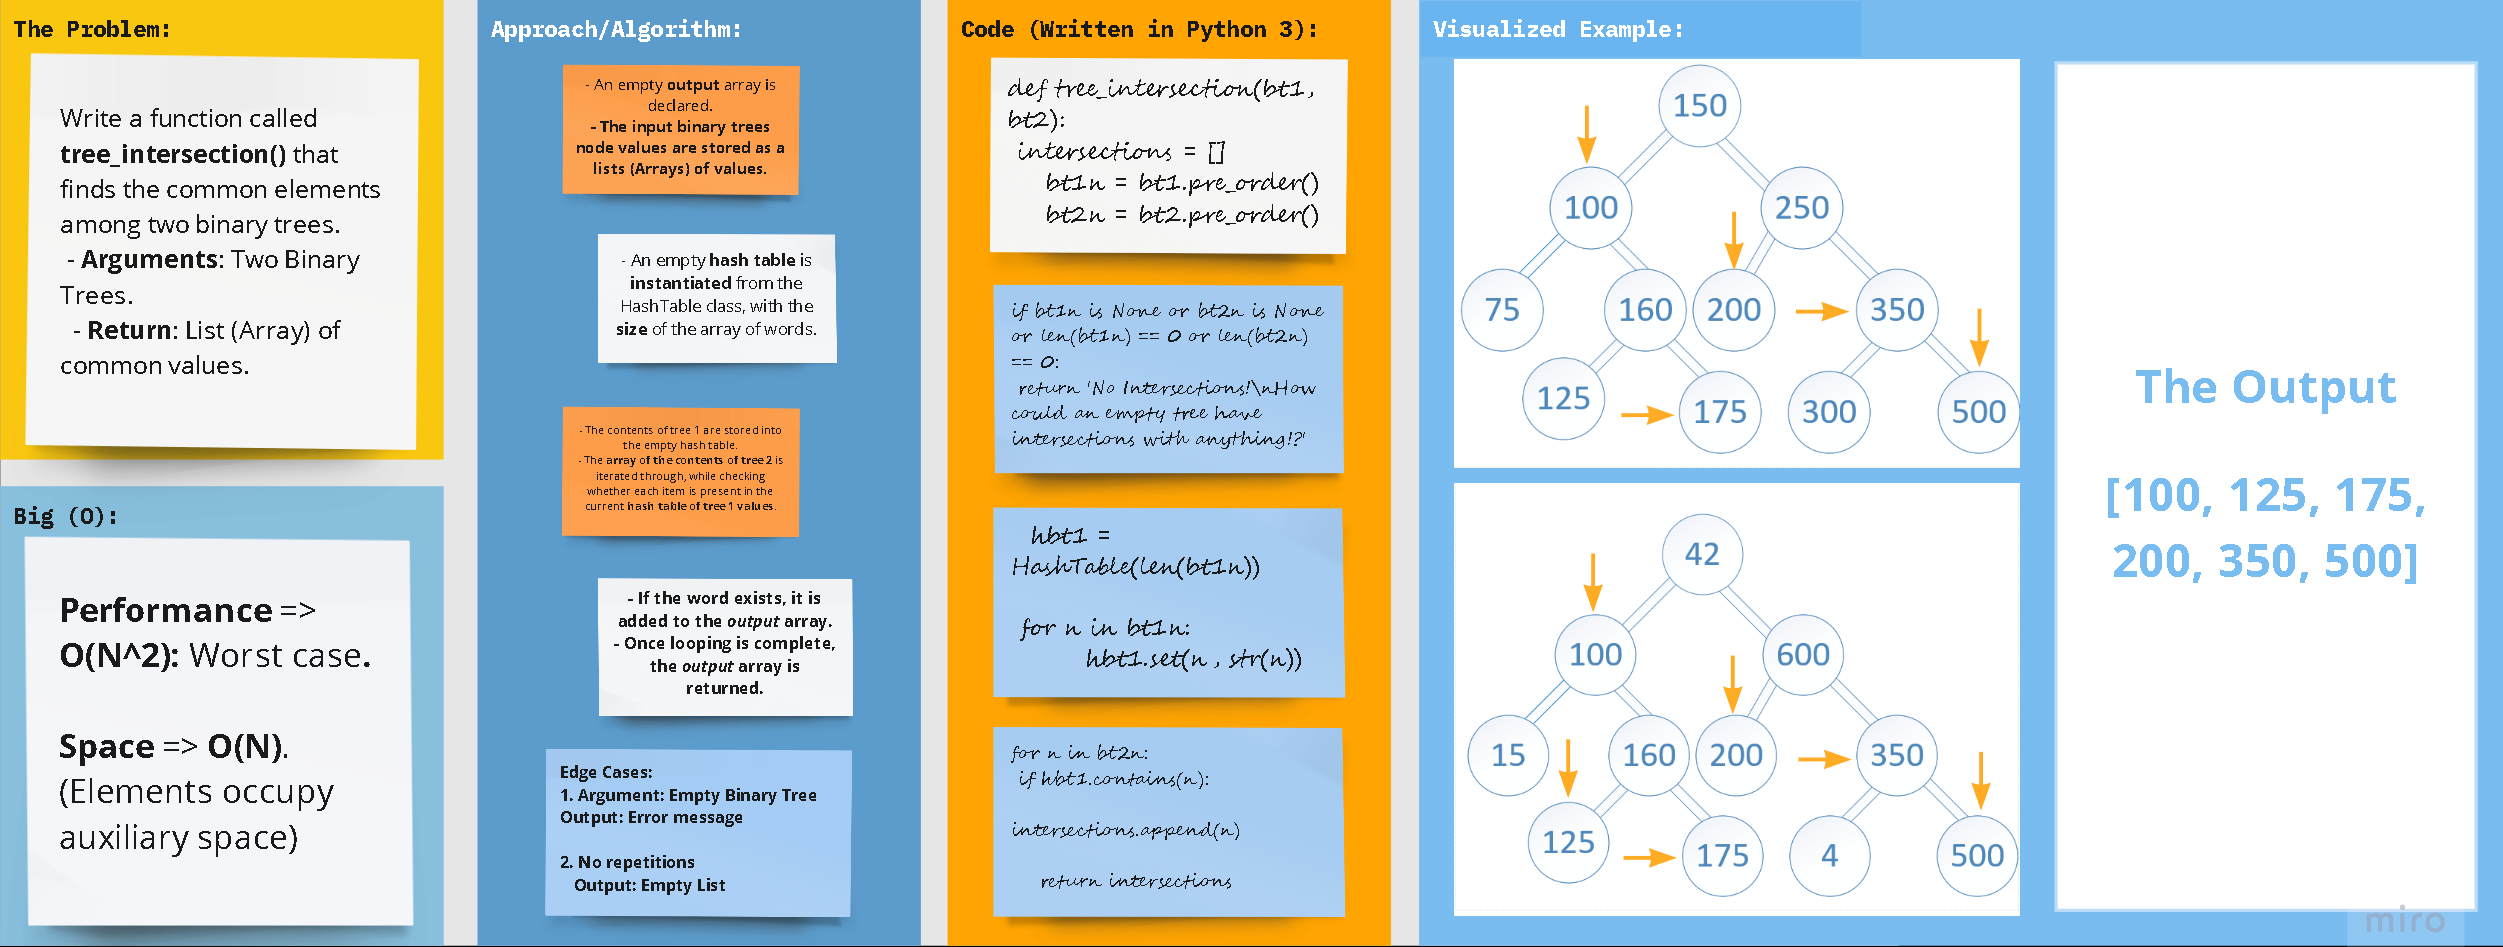 The Problem:
Write a function called
tree_intersection() that
finds the common elements
among two binary trees.
- Arguments: Two Binary
Trees.
- Return: List (Array) of
common values.
Big (O):
Performance =>
O(N^2): Worst case.
Space => O(N).
(Elements occupy
auxiliary space)
Approach/Algorithm:
- An empty output array is
declared.
- The input binary trees
node values are stored as a
lists (Arrays) of values.
- An empty hash table is
instantiated from the
HashTable class, with the
size of the array of words.
- The contents of tree 1 are stored into
the empty hash table.
- The array of the contents of tree 2 is
iterated through, while checking
whether each item is present in the
current hash table of tree 1 values.
- If the word exists, it is
added to the output array.
- Once looping is complete,
the output array is
returned.
Edge Cases:
1. Argument: Empty Binary Tree
Output: Error message
2. No repetitions
Output: Empty List
Code (Written in Python 3):
def tree_intersection(bt1,
bt2):
intersections = []
bt1n = bt1.pre_order()
bt2n = bt2.pre_order()
if bt1n is None or bt2n is None
or len(bt1n) == 0 or len(bt2n)
== 0:
return 'No Intersections!\nHow
could an empty tree have
intersections with anything!?'
hbt1 =
HashTable(len(bt1n))
for n in bt1n:
hbt1.set(n , str(n))
for n in bt2n:
if hbt1.contains(n):
intersections.append(n)
return intersections
Visualized Example:
150
100 250
75 160 200 350
125 175 300 500
42
100 600
15 160 200 350
125 175 4 500
The Output
[100, 125, 175,
200, 350, 500]
miro